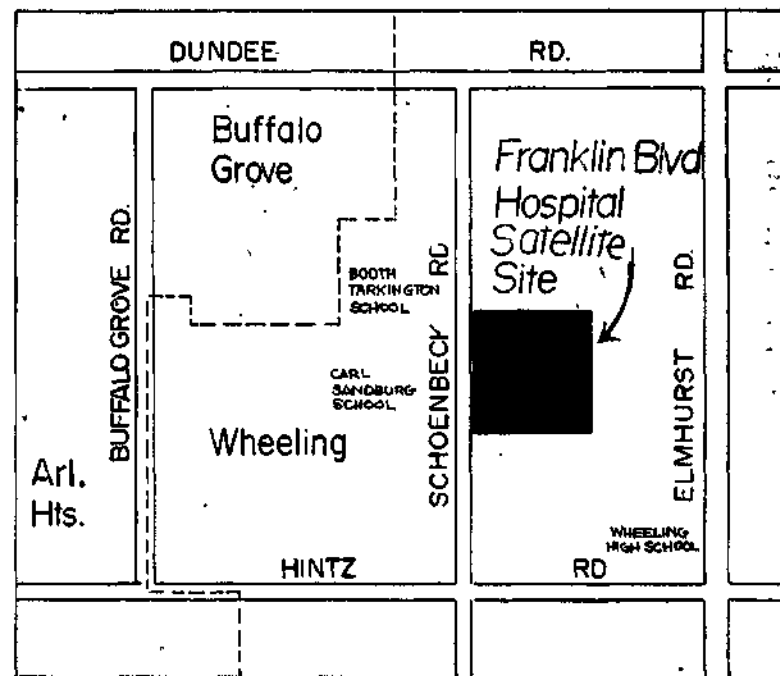 DUNDEE RD.
Buffalo
Grove
Franklin Blvd
Hospital
Satellite
Site
BUFFALO GROVE RD.
BOOTH
TARKINGTON
SCHOOL
SCHOENBECK RD
ELMHURST RD.
CARL
SANDBURG
SCHOOL
Wheeling
Arl.
Hts.
WHEELING
HIGH SCHOOL
HINTZ RD